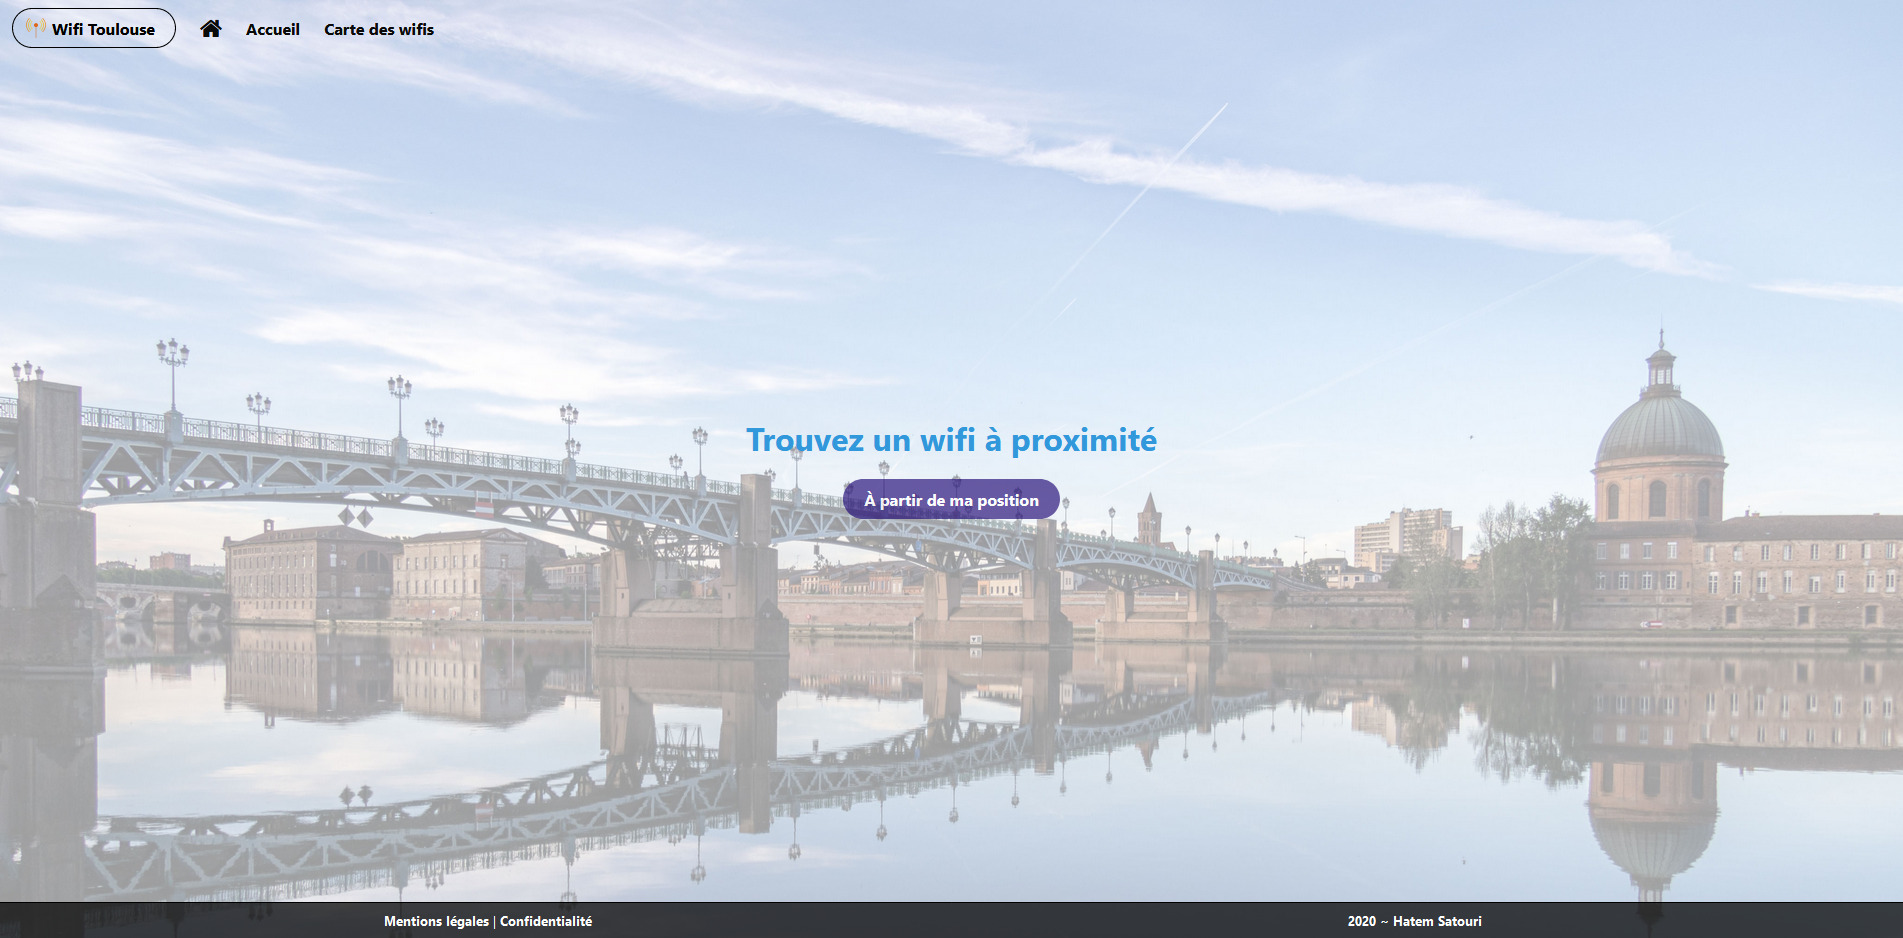 Wifi Toulouse
Accueil
Carte des wifis
Trouvez un wifi à proximité
À partir de ma position
Mentions légales | Confidentialité
2020 ~ Hatem Satouri